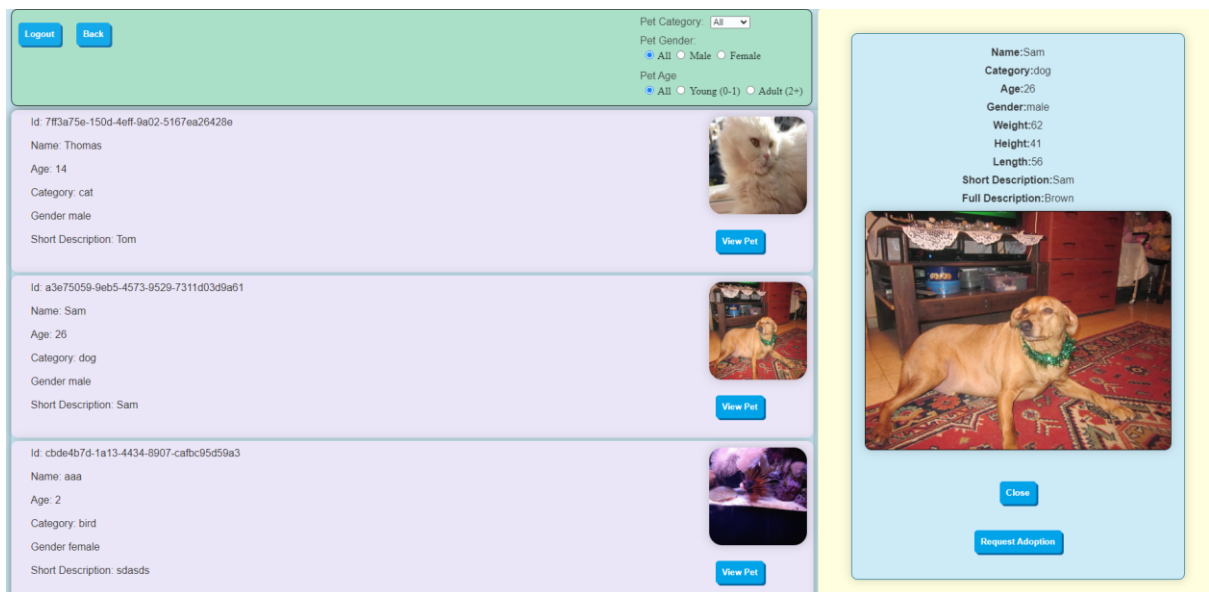 Logout Back
Pet Category: All
Pet Gender:
All Male Female
Pet Age
All Young (0-1) Adult (2+)
Id: 7ff3a75e-150d-4eff-9a02-5167ea26428e
Name: Thomas
Age: 14
Category: cat
Gender male
Short Description: Tom
View Pet
Id: a3e75059-9eb5-4573-9529-7311d03d9a61
Name: Sam
Age: 26
Category: dog
Gender male
Short Description: Sam
View Pet
Id: cbde4b7d-1a13-4434-8907-cafbc95d59a3
Name: aaa
Age: 2
Category: bird
Gender female
Short Description: sdasds
View Pet
Name:Sam
Category:dog
Age:26
Gender:male
Weight:62
Height:41
Length:56
Short Description:Sam
Full Description:Brown
Close
Request Adoption